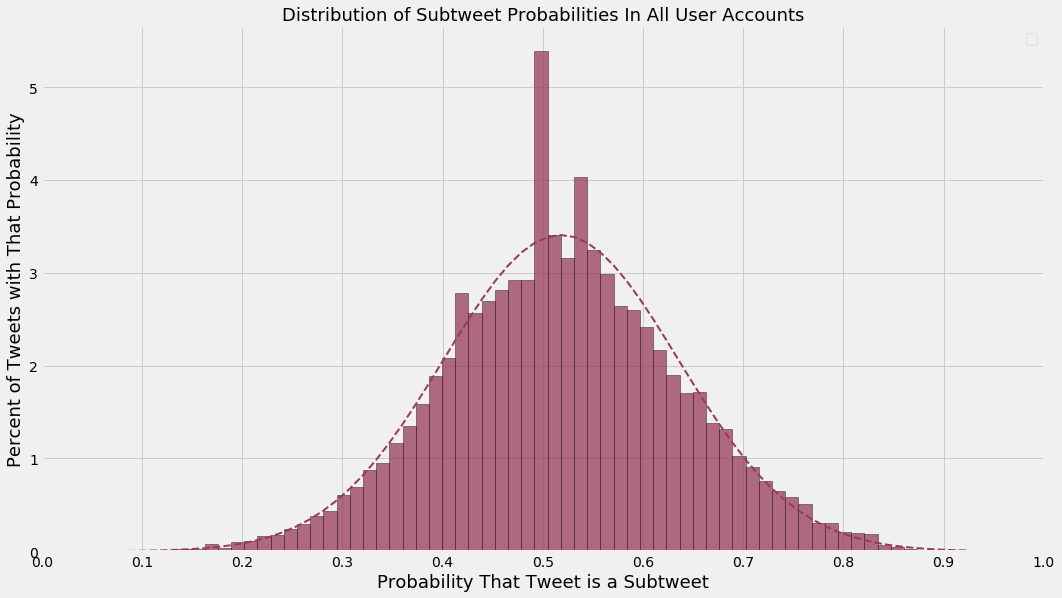 Distribution of Subtweet Probabilities In All User Accounts
Percent of Tweets with That Probability
5
4
3
2
1
0
0.0 0.1 0.2 0.3 0.4 0.5 0.6 0.7 0.8 0.9 1.0
Probability That Tweet is a Subtweet